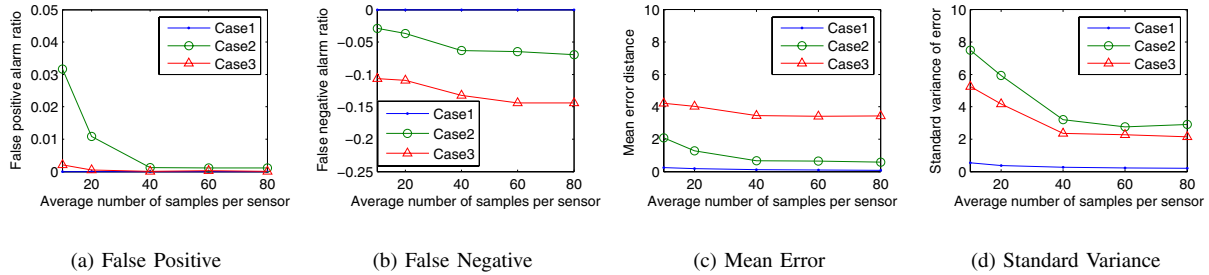 0.05
0.04
0.03
0.02
0.01
0
20
40
60
80
False positive alarm ratio
Average number of samples per sensor
Case1
Case2
Case3
(a) False Positive
0
−0.05
−0.1
−0.15
−0.2
−0.25
20
40
60
80
False negative alarm ratio
Average number of samples per sensor
Case1
Case2
Case3
(b) False Negative
10
8
6
4
2
0
20
40
60
80
Mean error distance
Average number of samples per sensor
Case1
Case2
Case3
(c) Mean Error
10
8
6
4
2
0
20
40
60
80
Standard variance of error
Average number of samples per sensor
Case1
Case2
Case3
(d) Standard Variance